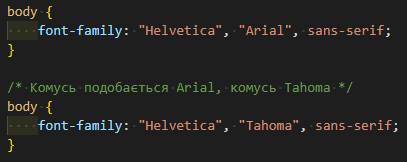 body {
    font-family: "Helvetica", "Arial", sans-serif;
}

/* Комусь подобається Arial, комусь Tahoma */
body {
    font-family: "Helvetica", "Tahoma", sans-serif;
}